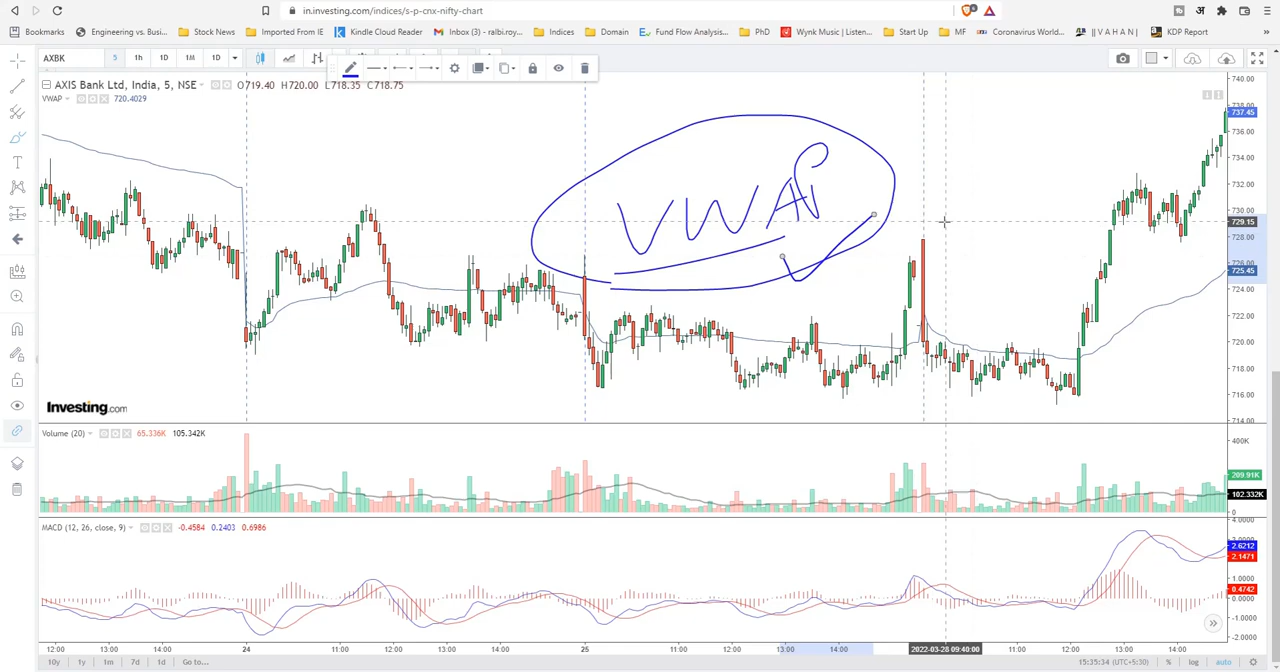 in.investing.com/indices/s-p-cnx-nifty-chart
अ
Bookmarks Engineering vs. Busi... Stock News Imported From IE Kindle Cloud Reader Inbox (3) - ralbi.roy... Indices Domain Fund Flow Analysis... PhD Wynk Music | Listen... Start Up MF Coronavirus World... || V A H A N | KDP Report
AXBK 5 1h 1D 1M 1D
AXIS Bank Ltd, India, 5, NSE O719.40 H720.00 L718.35 C718.75
VWAP 720.4029
VWAP
740.00
738.00
737.45
736.00
734.00
732.00
730.00
729.15
728.00
726.00
725.45
724.00
722.00
720.00
718.00
716.00
714.00
Investing.com
Volume (20) 65.336K 105.342K
400K
209.91K
102.332K
0
MACD (12, 26, close, 9) -0.4584 0.2403 0.6986
4.0000
2.6212
2.1471
1.0000
0.4742
0.0000
-1.0000
-2.0000
12:00 13:00 14:00 24 11:00 12:00 13:00 14:00 25 11:00 12:00 13:00 14:00 2022-03-28 09:40:00 11:00 12:00 13:00 14:00
10y 1y 1m 7d 1d Go to... 15:35:34 (UTC+5:30) % log auto